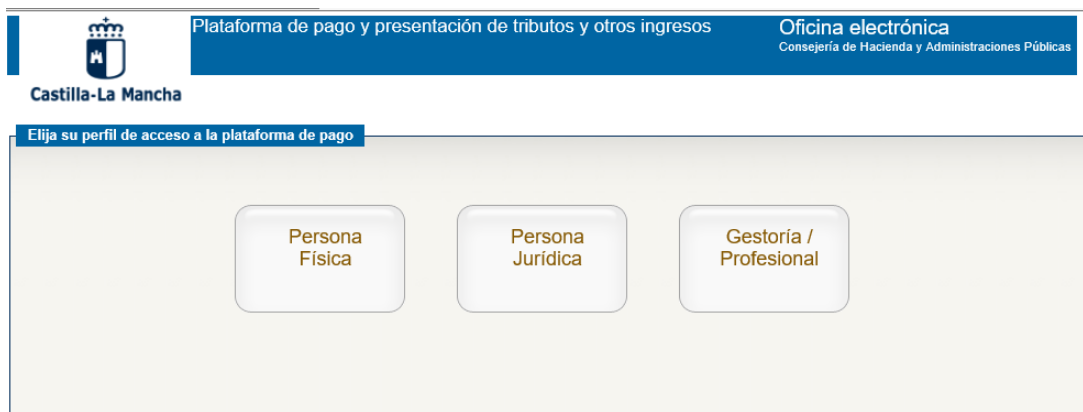 Plataforma de pago y presentación de tributos y otros ingresos
Oficina electrónica
Consejería de Hacienda y Administraciones Públicas
Castilla-La Mancha
Elija su perfil de acceso a la plataforma de pago
Persona
Física
Persona
Jurídica
Gestoría /
Profesional